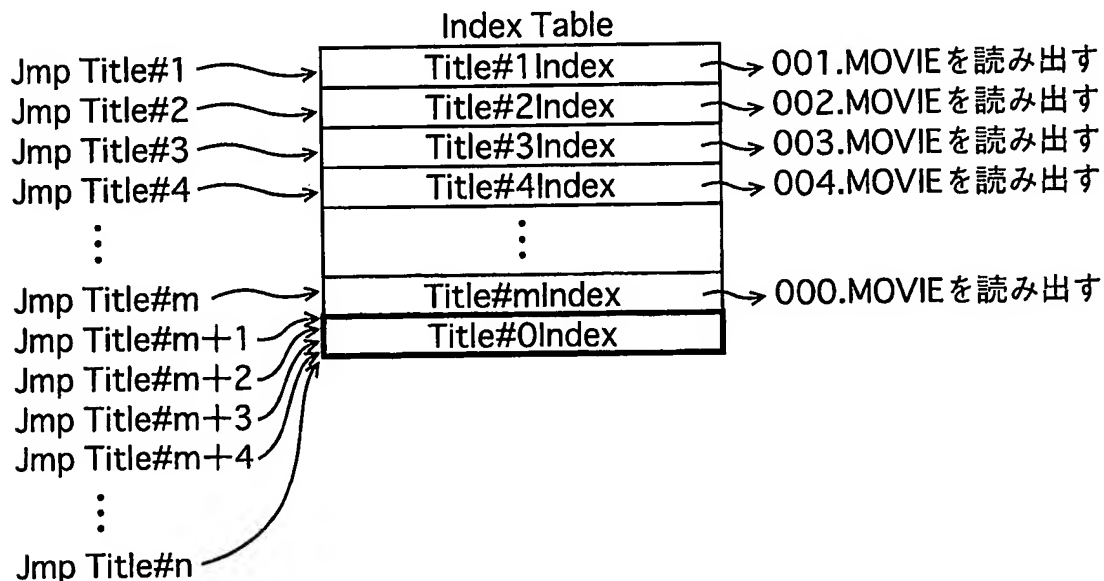 Index Table
Jmp Title#1 Title#1Index 001.MOVIEを読み出す
Jmp Title#2 Title#2Index 002.MOVIEを読み出す
Jmp Title#3 Title#3Index 003.MOVIEを読み出す
Jmp Title#4 Title#4Index 004.MOVIEを読み出す
⋮ ⋮
Jmp Title#m Title#mIndex 000.MOVIEを読み出す
Jmp Title#m+1 Title#0Index
Jmp Title#m+2
Jmp Title#m+3
Jmp Title#m+4
⋮
Jmp Title#n